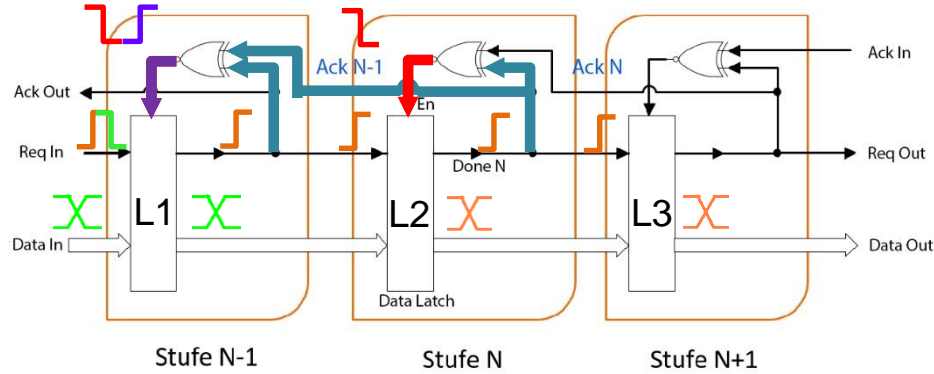 Ack N-1
Ack N
Ack In
Ack Out
En
Req In
Done N
Req Out
L1
L2
L3
Data In
Data Out
Data Latch
Stufe N-1
Stufe N
Stufe N+1